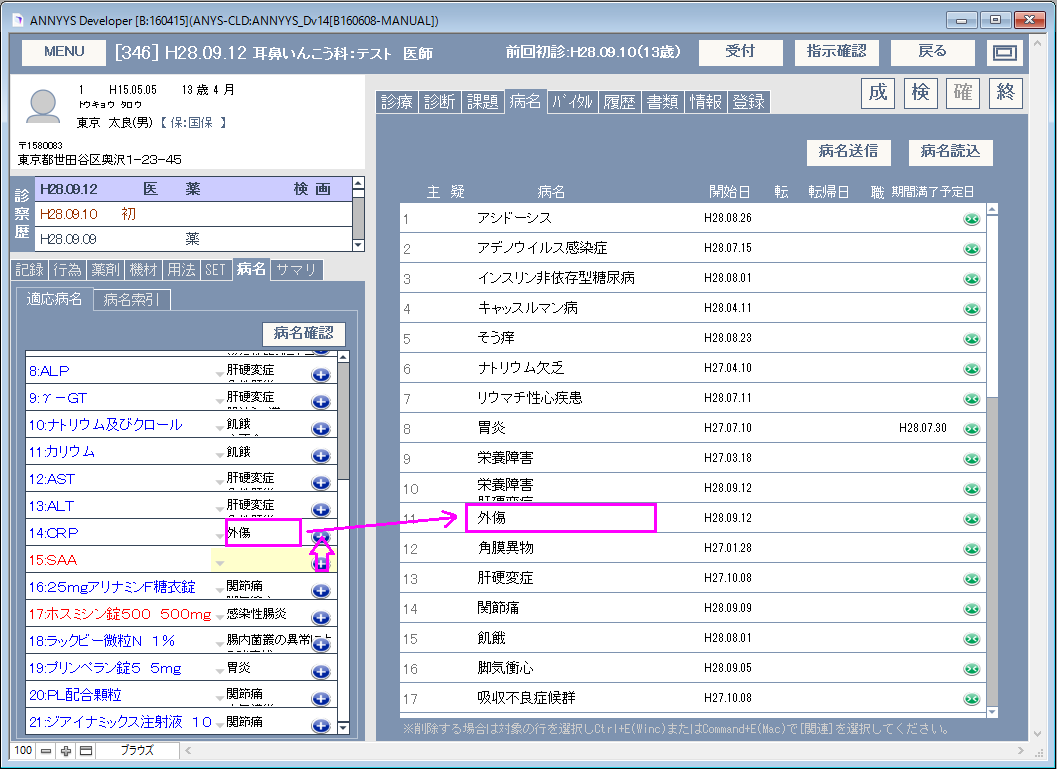 ANNYYS Developer [B:160415](ANYS-CLD:ANNYYS_Dv14[B160608-MANUAL])
MENU [346] H28.09.12 耳鼻いんこう科:テスト 医師 前回初診:H28.09.10(13歳) 受付 指示確認 戻る
1 H15.05.05 13 歳 4 月
トウキョウ タロウ
東京 太良(男)【 保:国保 】
〒1580083
東京都世田谷区奥沢1-23-45
診察歴
H28.09.12 医 薬 検 画
H28.09.10 初
H28.09.09 薬
記録 行為 薬剤 機材 用法 SET 病名 サマリ
適応病名 病名索引
病名確認
8:ALP 肝硬変症
9:γ-GT 肝硬変症
10:ナトリウム及びクロール 飢餓
11:カリウム 飢餓
12:AST 肝硬変症
13:ALT 肝硬変症
14:CRP 外傷
15:SAA
16:25mgアリナミンF糖衣錠 関節痛
17:ホスミシン錠500 500mg 感染性腸炎
18:ラックビー微粒N 1% 腸内菌叢の異常によ
19:プリンペラン錠5 5mg 胃炎
20:PL配合顆粒 関節痛
21:ジアイナミックス注射液 10 関節痛
100 ブラウズ
診療 診断 課題 病名 バイタル 履歴 書類 情報 登録
成 検 確 終
病名送信 病名読込
主 疑 病名 開始日 転 転帰日 職 期間満了予定日
1 アシドーシス H28.08.26
2 アデノウイルス感染症 H28.07.15
3 インスリン非依存型糖尿病 H28.08.01
4 キャッスルマン病 H28.04.11
5 そう痒 H28.08.23
6 ナトリウム欠乏 H27.04.10
7 リウマチ性心疾患 H28.07.11
8 胃炎 H27.07.10 H28.07.30
9 栄養障害 H27.03.18
10 栄養障害 H28.09.12
肝硬変症
11 外傷 H28.09.12
12 角膜異物 H27.01.28
13 肝硬変症 H27.10.08
14 関節痛 H28.09.09
15 飢餓 H28.08.01
16 脚気衝心 H28.09.05
17 吸収不良症候群 H27.10.08
※削除する場合は対象の行を選択しCtrl+E(Winc)またはCommand+E(Mac)で[関連]を選択してください。